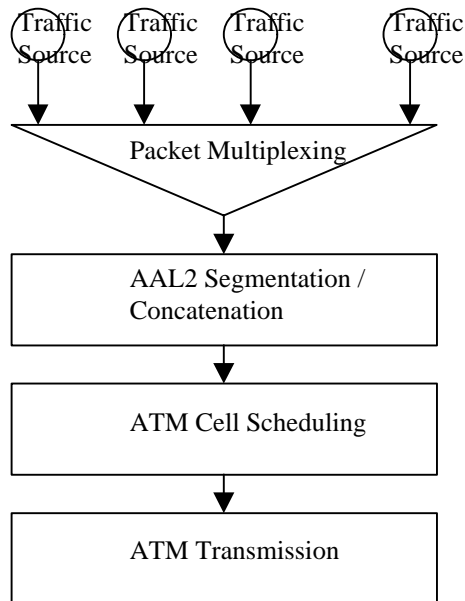 Traffic Traffic Traffic Traffic
Source Source Source Source
Packet Multiplexing
AAL2 Segmentation /
Concatenation
ATM Cell Scheduling
ATM Transmission